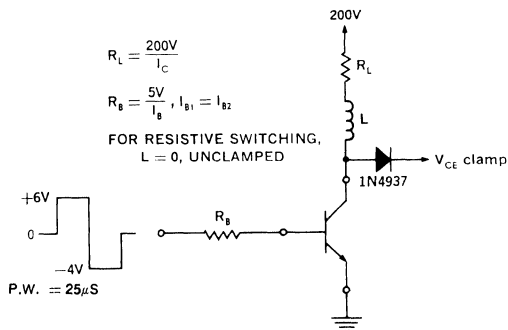 200V
R_L = 200V / I_C
R_L
R_B = 5V / I_B , I_B1 = I_B2
L
FOR RESISTIVE SWITCHING,
L = 0, UNCLAMPED
V_CE clamp
1N4937
+6V
R_B
0
−4V
P.W. = 25µS